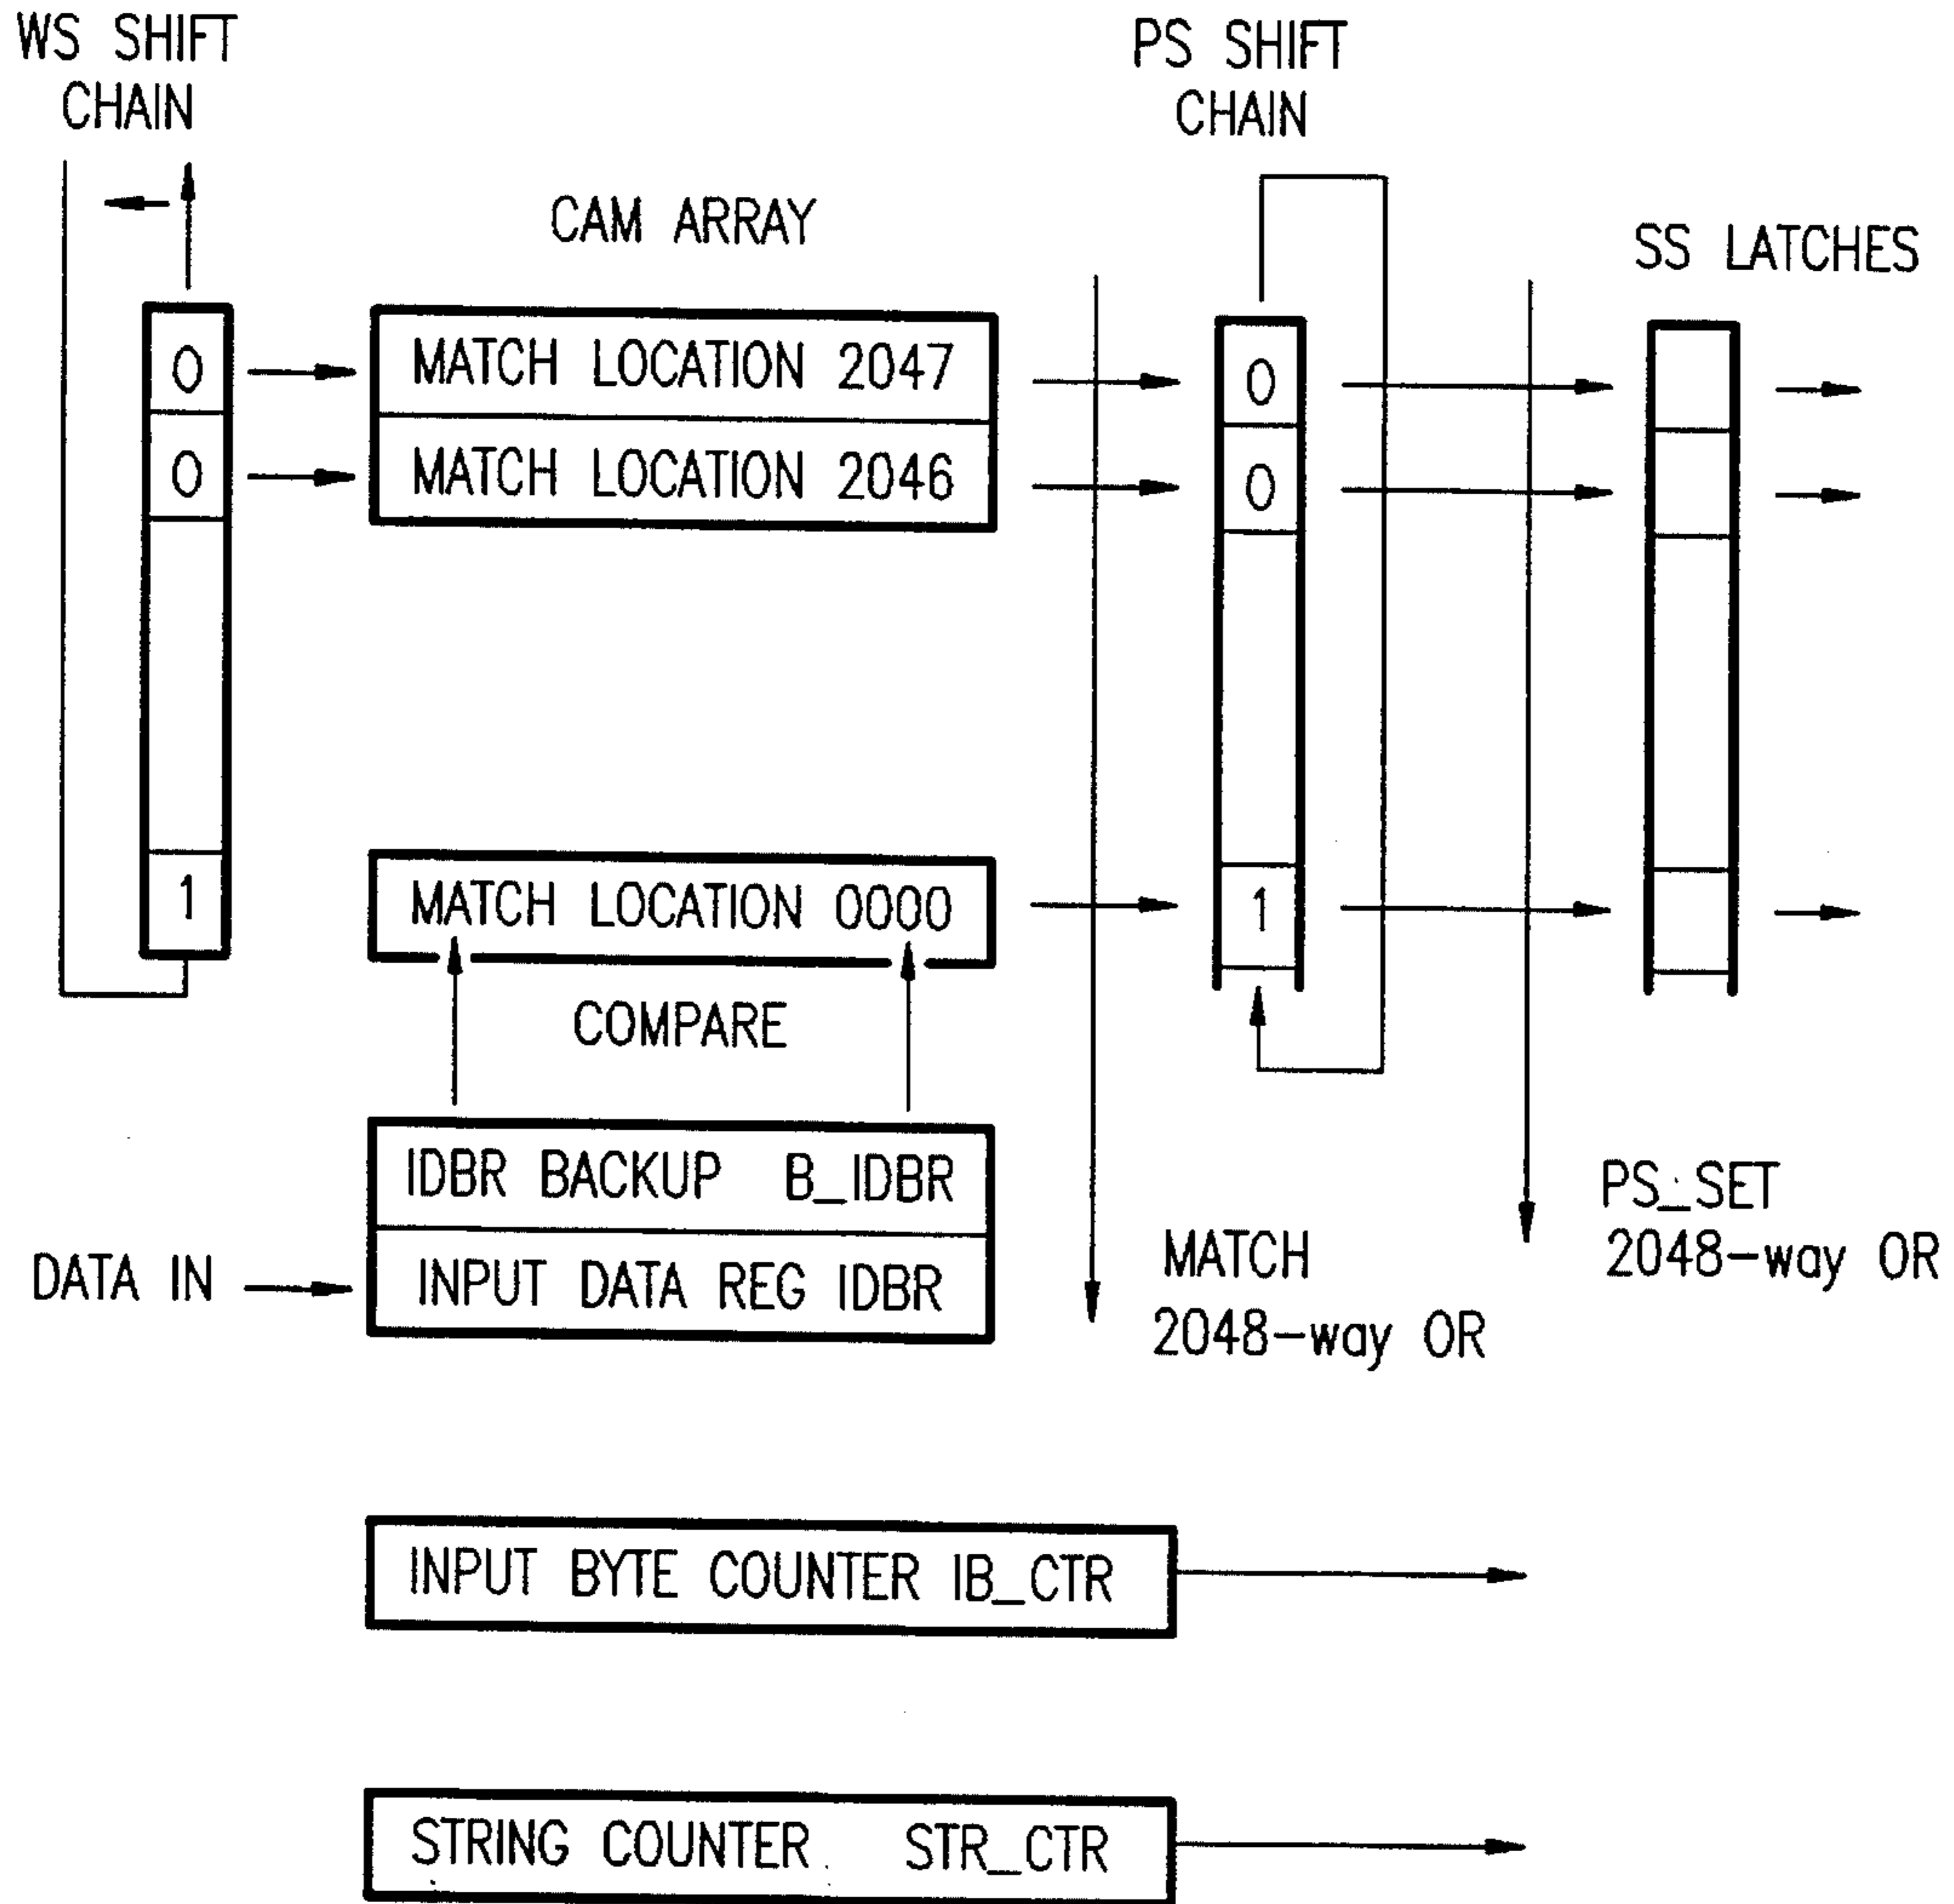 WS SHIFT
CHAIN
PS SHIFT
CHAIN
CAM ARRAY
SS LATCHES
0
MATCH LOCATION 2047
0
0
MATCH LOCATION 2046
0
1
MATCH LOCATION 0000
1
COMPARE
IDBR BACKUP B_IDBR
DATA IN
INPUT DATA REG IDBR
MATCH
2048-way OR
PS_SET
2048-way OR
INPUT BYTE COUNTER IB_CTR
STRING COUNTER STR_CTR